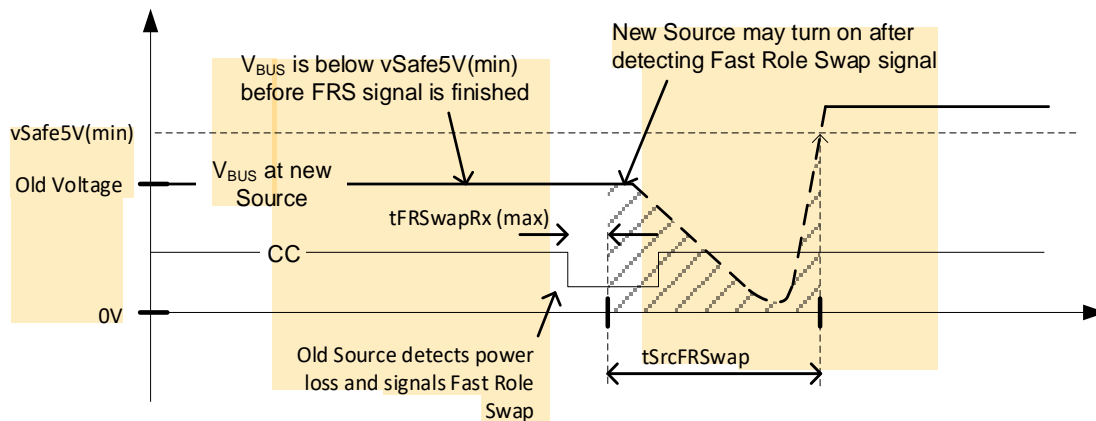 New Source may turn on after
detecting Fast Role Swap signal
VBUS is below vSafe5V(min)
before FRS signal is finished
vSafe5V(min)
Old Voltage
VBUS at new
Source
tFRSwapRx (max)
CC
0V
Old Source detects power
loss and signals Fast Role
Swap
tSrcFRSwap